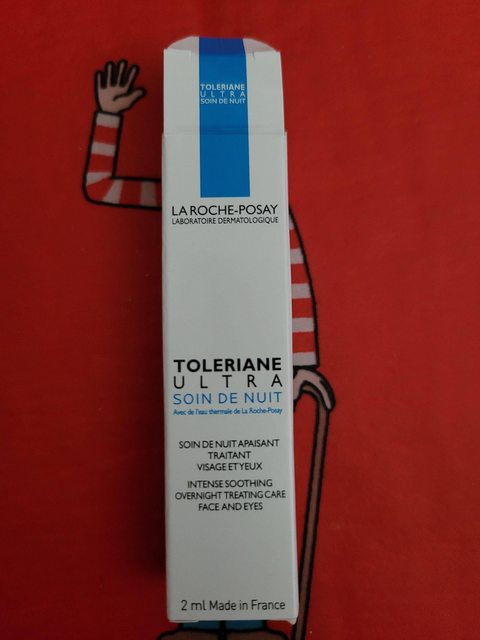 TOLERIANE
ULTRA
SOIN DE NUIT
LA ROCHE-POSAY
LABORATOIRE DERMATOLOGIQUE
TOLERIANE
ULTRA
SOIN DE NUIT
Avec de l'eau thermale de La Roche-Posay
SOIN DE NUIT APAISANT
TRAITANT
VISAGE ET YEUX
INTENSE SOOTHING
OVERNIGHT TREATING CARE
FACE AND EYES
2 ml Made in France